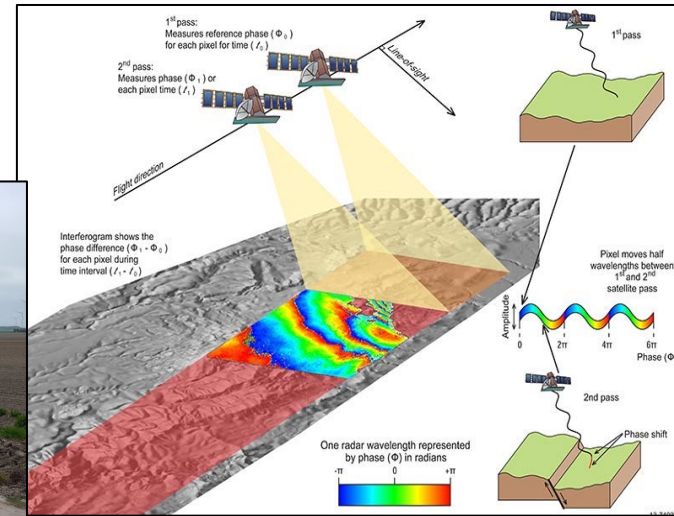 1st pass:
Measures reference phase (Φ0)
for each pixel for time (t0)
2nd pass:
Measures phase (Φ1) or
each pixel time (t1)
Line-of-sight
Flight direction
Interferogram shows the
phase difference (Φ1 - Φ0)
for each pixel during
time interval (t1 - t0)
One radar wavelength represented
by phase (Φ) in radians
-π 0 +π
1st pass
Pixel moves half
wavelengths between
1st and 2nd
satellite pass
Amplitude
0 2π 4π 6π
Phase (Φ
2nd pass
Phase shift